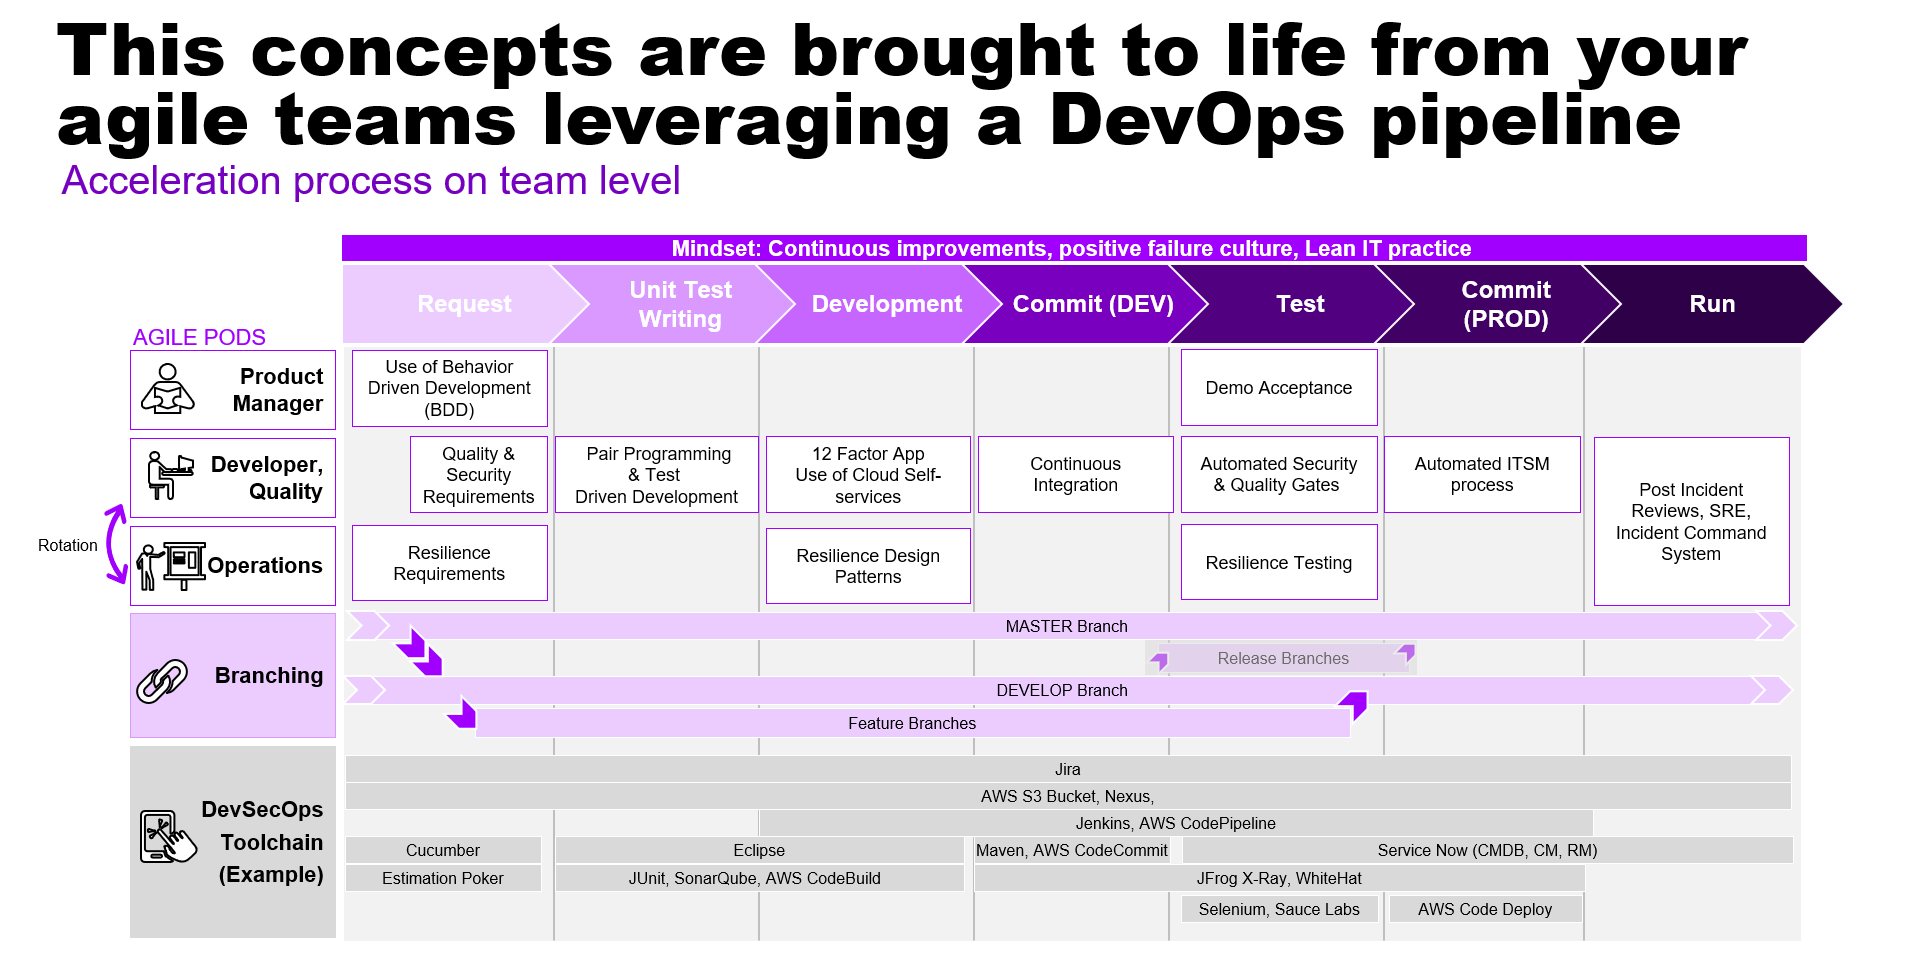 This concepts are brought to life from your
agile teams leveraging a DevOps pipeline
Acceleration process on team level
Mindset: Continuous improvements, positive failure culture, Lean IT practice
Request
Unit Test
Writing
Development
Commit (DEV)
Test
Commit
(PROD)
Run
AGILE PODS
Product
Manager
Use of Behavior
Driven Development
(BDD)
Demo Acceptance
Developer,
Quality
Quality &
Security
Requirements
Pair Programming
& Test
Driven Development
12 Factor App
Use of Cloud Self-
services
Continuous
Integration
Automated Security
& Quality Gates
Automated ITSM
process
Post Incident
Reviews, SRE,
Incident Command
System
Rotation
Operations
Resilience
Requirements
Resilience Design
Patterns
Resilience Testing
Branching
MASTER Branch
Release Branches
DEVELOP Branch
Feature Branches
DevSecOps
Toolchain
(Example)
Jira
AWS S3 Bucket, Nexus,
Jenkins, AWS CodePipeline
Cucumber
Eclipse
Maven, AWS CodeCommit
Service Now (CMDB, CM, RM)
Estimation Poker
JUnit, SonarQube, AWS CodeBuild
JFrog X-Ray, WhiteHat
Selenium, Sauce Labs
AWS Code Deploy